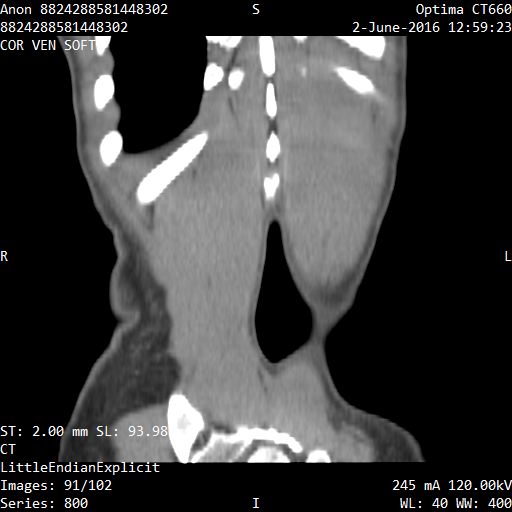 Anon 8824288581448302
S
Optima CT660
8824288581448302
2-June-2016 12:59:23
COR VEN SOFT
R
L
ST: 2.00 mm SL: 93.98
CT
LittleEndianExplicit
Images: 91/102
245 mA 120.00kV
Series: 800
I
WL: 40 WW: 400